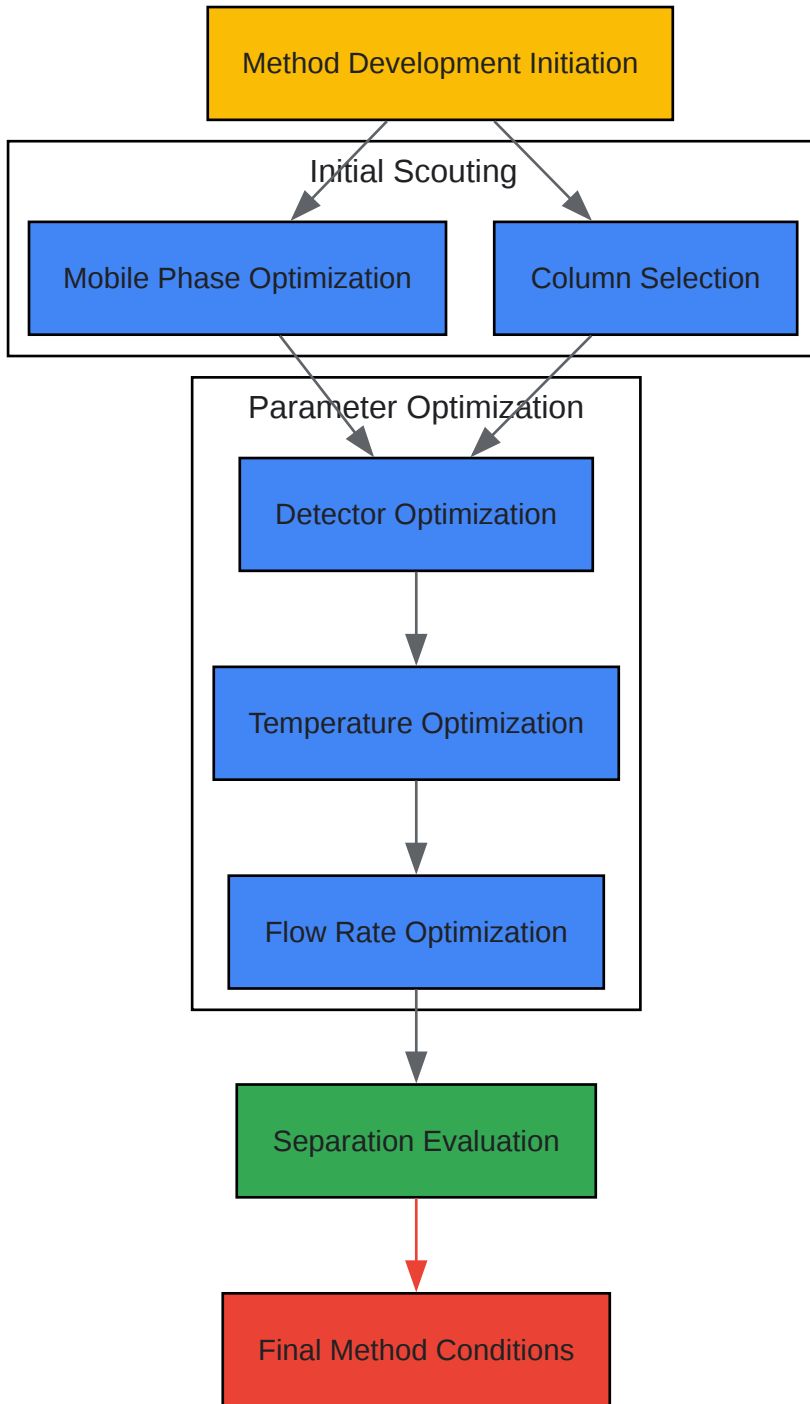 Method Development Initiation
Initial Scouting
Mobile Phase Optimization
Column Selection
Parameter Optimization
Detector Optimization
Temperature Optimization
Flow Rate Optimization
Separation Evaluation
Final Method Conditions